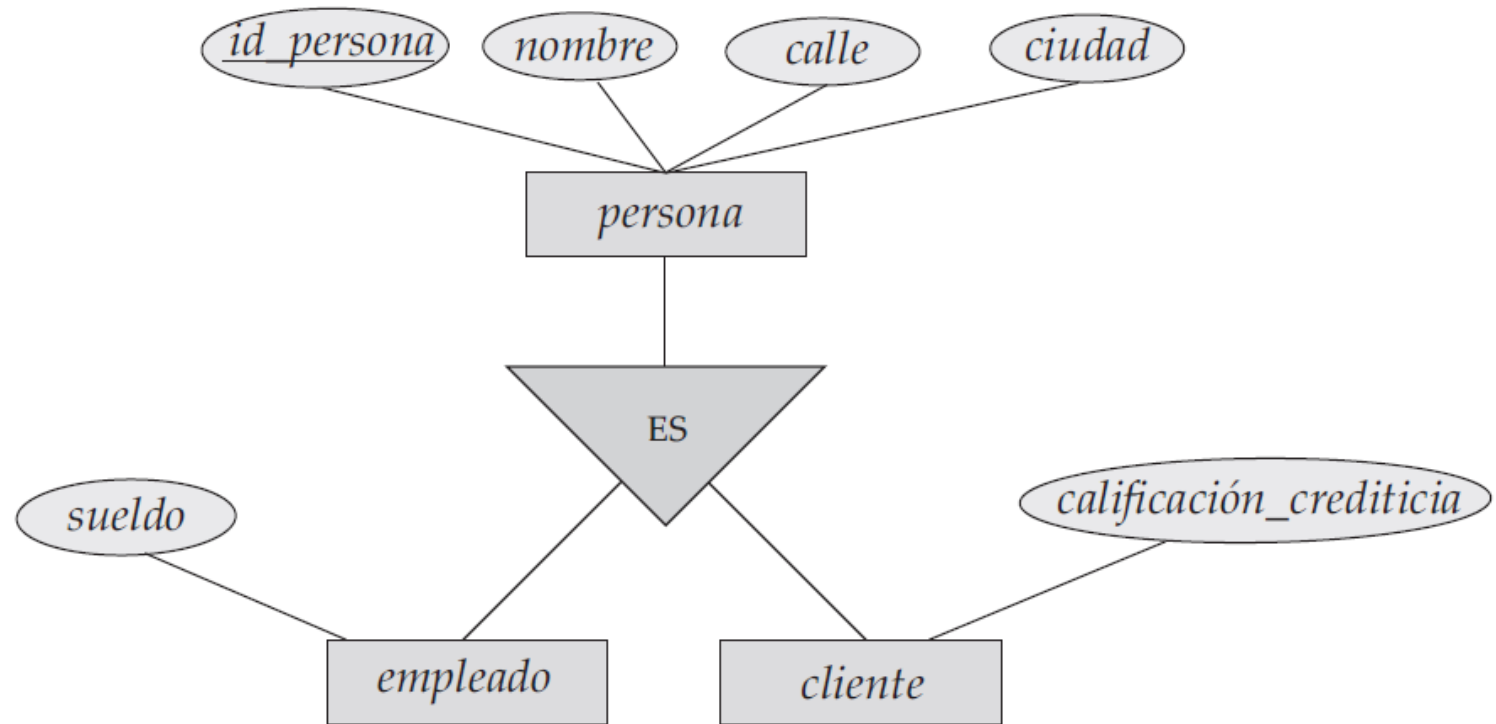 id_persona
nombre
calle
ciudad
persona
ES
sueldo
calificación_crediticia
empleado
cliente